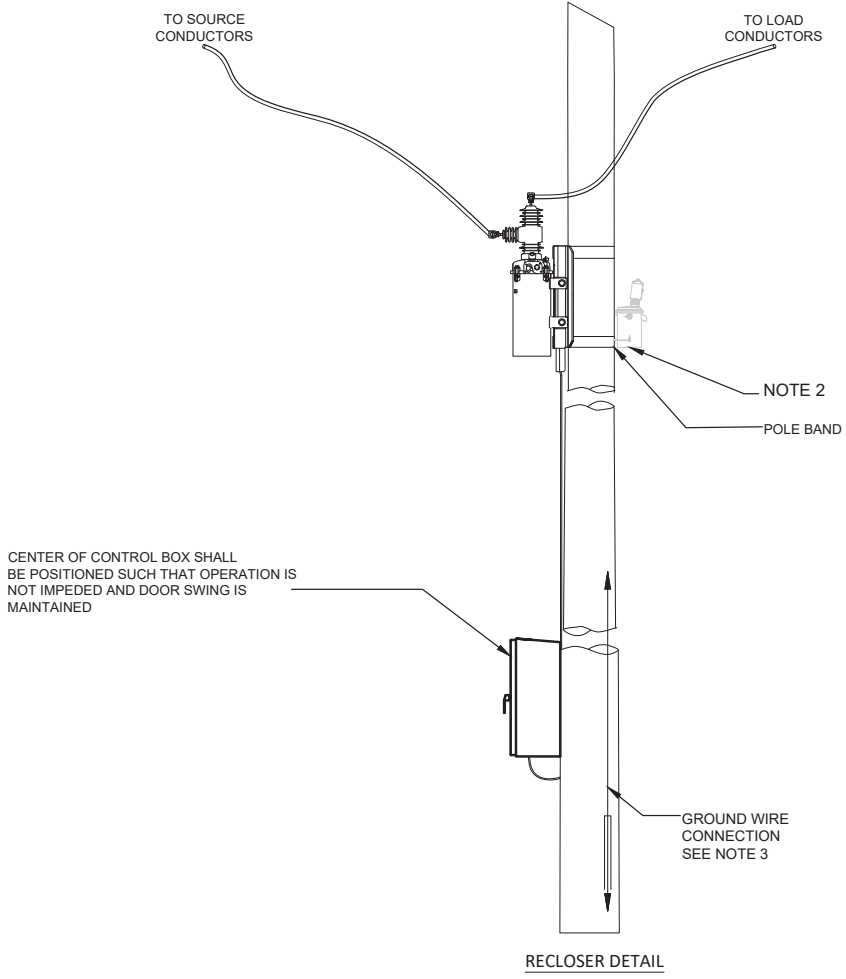 TO SOURCE
CONDUCTORS
TO LOAD
CONDUCTORS
NOTE 2
POLE BAND
CENTER OF CONTROL BOX SHALL
BE POSITIONED SUCH THAT OPERATION IS
NOT IMPEDED AND DOOR SWING IS
MAINTAINED
GROUND WIRE
CONNECTION
SEE NOTE 3
RECLOSER DETAIL